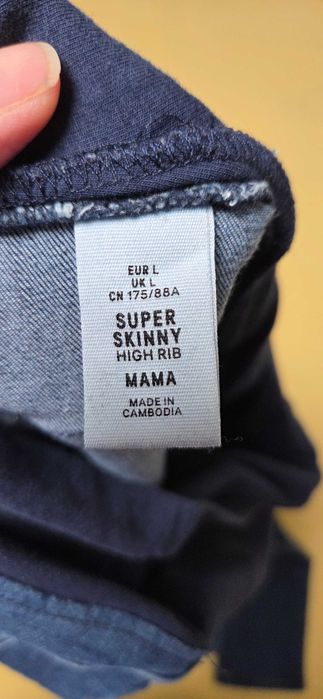 EUR L
UK L
CN 175/88A
SUPER
SKINNY
HIGH RIB
MAMA
MADE IN
CAMBODIA